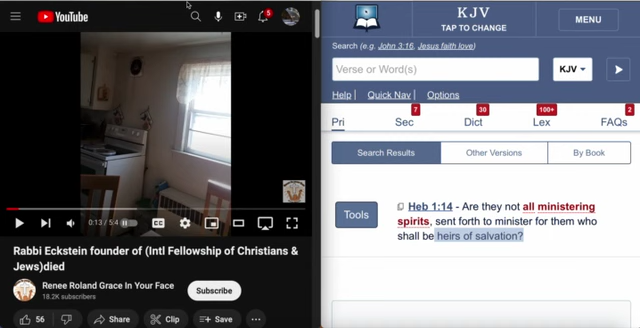 YouTube
5
0:13 / 5:4
CC
Rabbi Eckstein founder of (Intl Fellowship of Christians &
Jews)died
Renee Roland Grace In Your Face
18.2K subscribers
Subscribe
56
Share
Clip
Save
KJV
TAP TO CHANGE
MENU
Search (e.g. John 3:16, Jesus faith love)
Verse or Word(s)
KJV
Help| Quick Nav| Options
7 30 100+ 2
Pri Sec Dict Lex FAQs
Search Results Other Versions By Book
Tools
Heb 1:14 - Are they not all ministering
spirits, sent forth to minister for them who
shall be heirs of salvation?